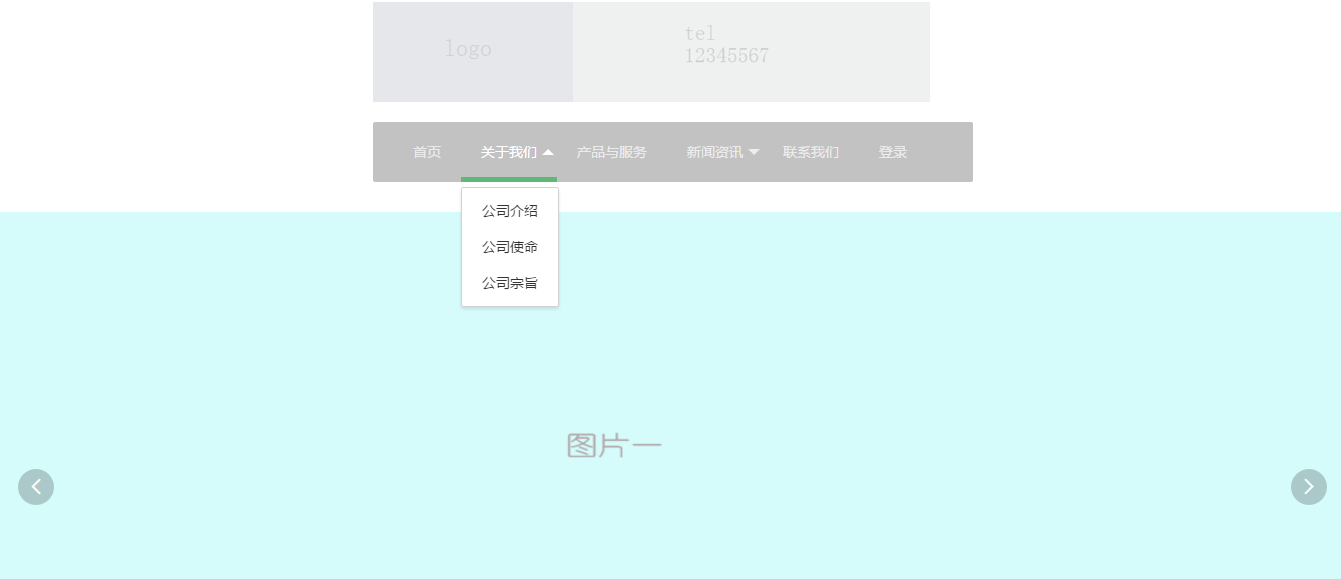 logo
tel
12345567
首页 关于我们 产品与服务 新闻资讯 联系我们 登录
公司介绍
公司使命
公司宗旨
图片一